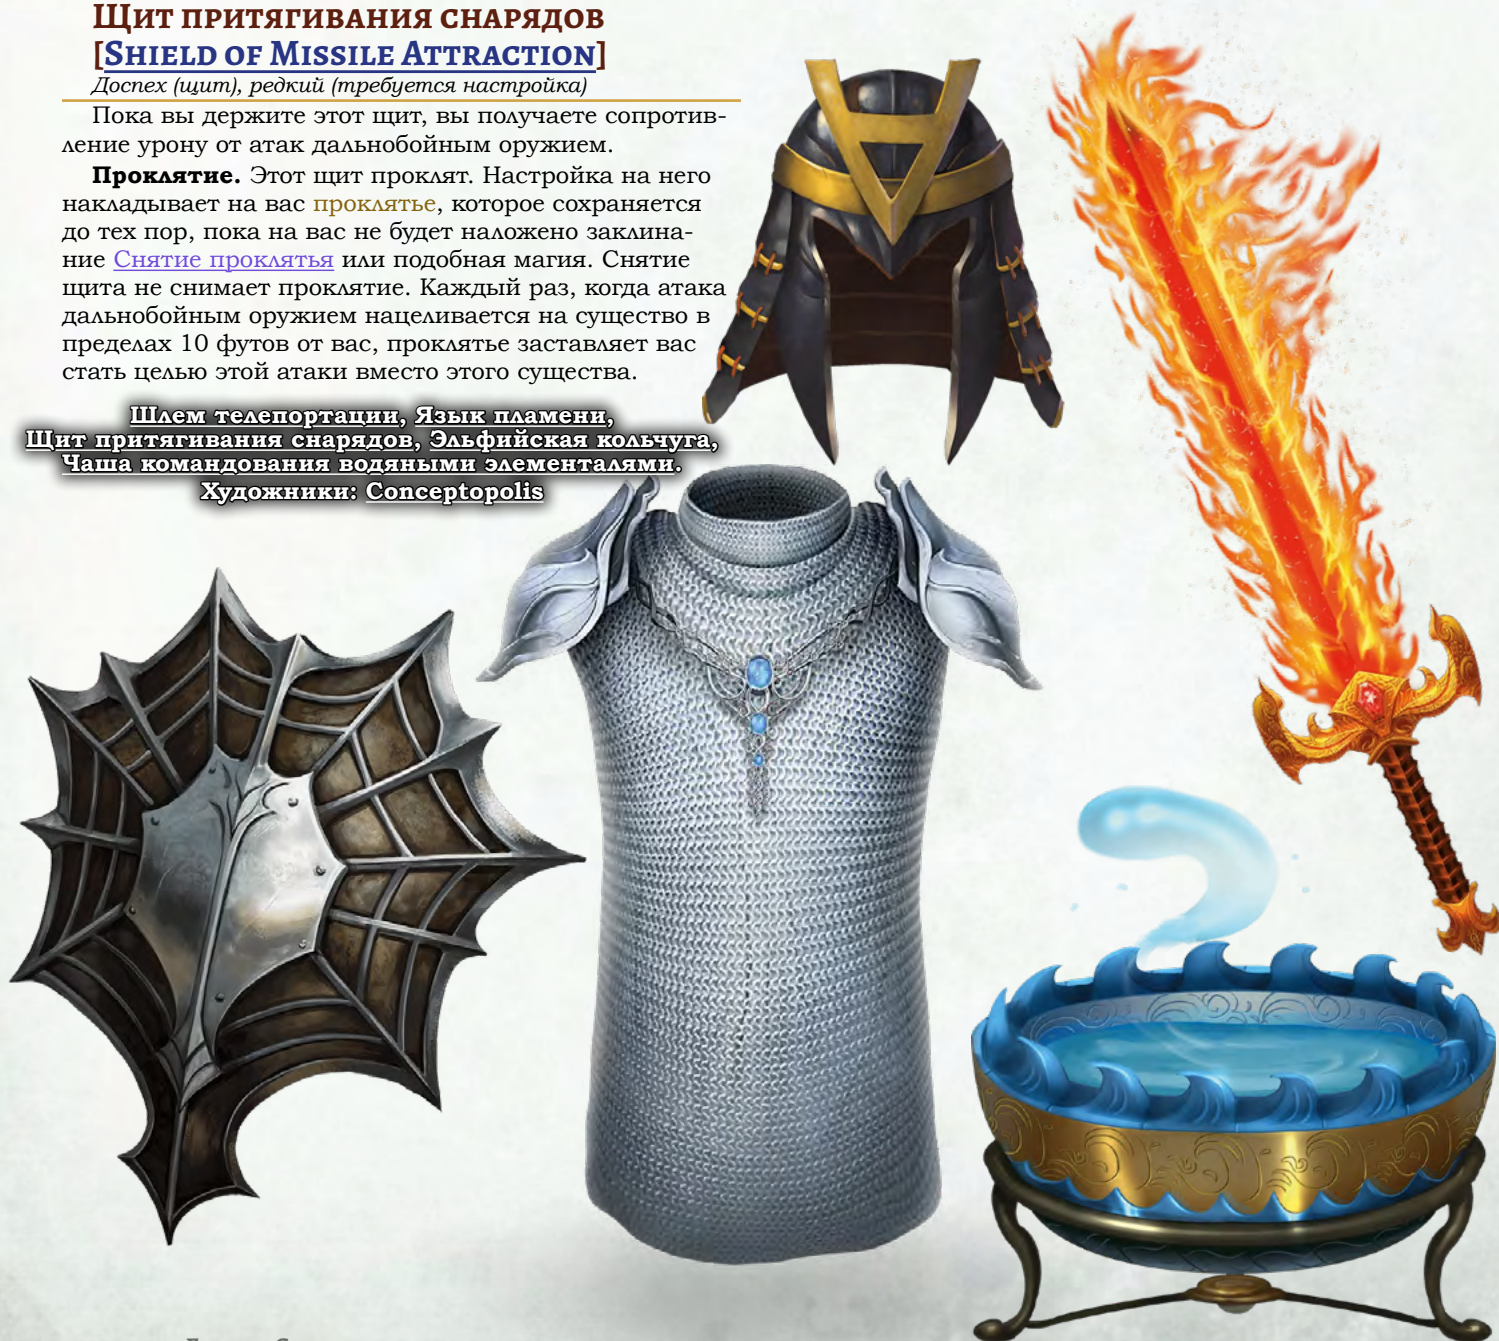 Щит притягивания снарядов
[Shield of Missile Attraction]
Доспех (щит), редкий (требуется настройка)
Пока вы держите этот щит, вы получаете сопротив-
ление урону от атак дальнобойным оружием.
Проклятие. Этот щит проклят. Настройка на него
накладывает на вас проклятье, которое сохраняется
до тех пор, пока на вас не будет наложено заклина-
ние Снятие проклятья или подобная магия. Снятие
щита не снимает проклятие. Каждый раз, когда атака
дальнобойным оружием нацеливается на существо в
пределах 10 футов от вас, проклятье заставляет вас
стать целью этой атаки вместо этого существа.
Шлем телепортации, Язык пламени,
Щит притягивания снарядов, Эльфийская кольчуга,
Чаша командования водяными элементалями.
Художники: Conceptopolis